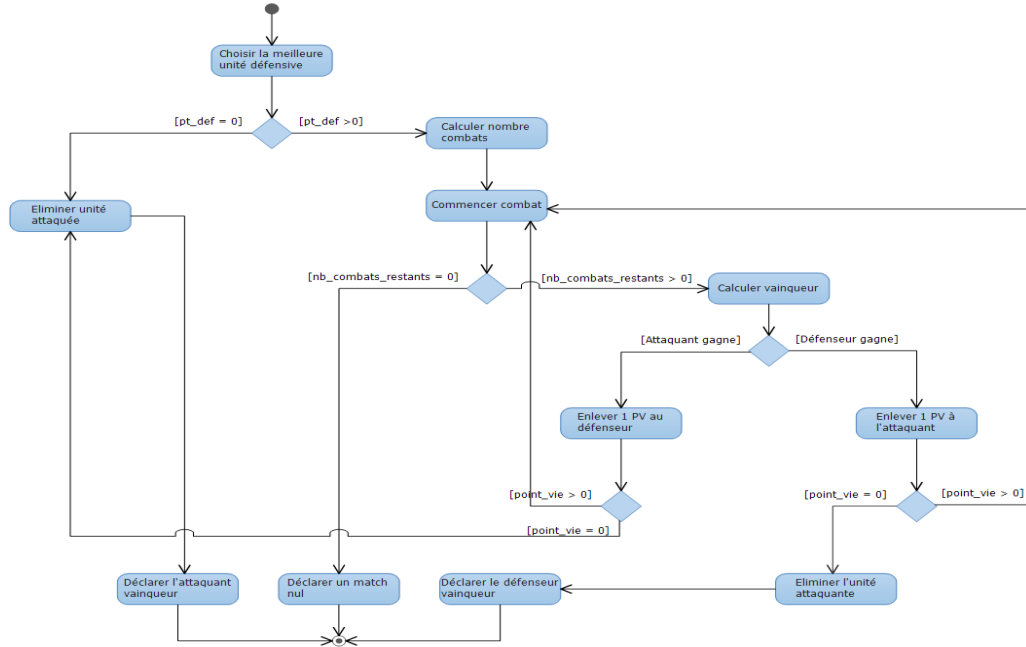 Choisir la meilleure
unité défensive
[pt_def = 0]
[pt_def >0]
Calculer nombre
combats
Eliminer unité
attaquée
Commencer combat
[nb_combats_restants = 0]
[nb_combats_restants > 0]
Calculer vainqueur
[Attaquant gagne]
[Défenseur gagne]
Enlever 1 PV au
défenseur
Enlever 1 PV à
l'attaquant
[point_vie > 0]
[point_vie = 0]
[point_vie = 0]
[point_vie > 0]
Déclarer l'attaquant
vainqueur
Déclarer un match
nul
Déclarer le défenseur
vainqueur
Eliminer l'unité
attaquante